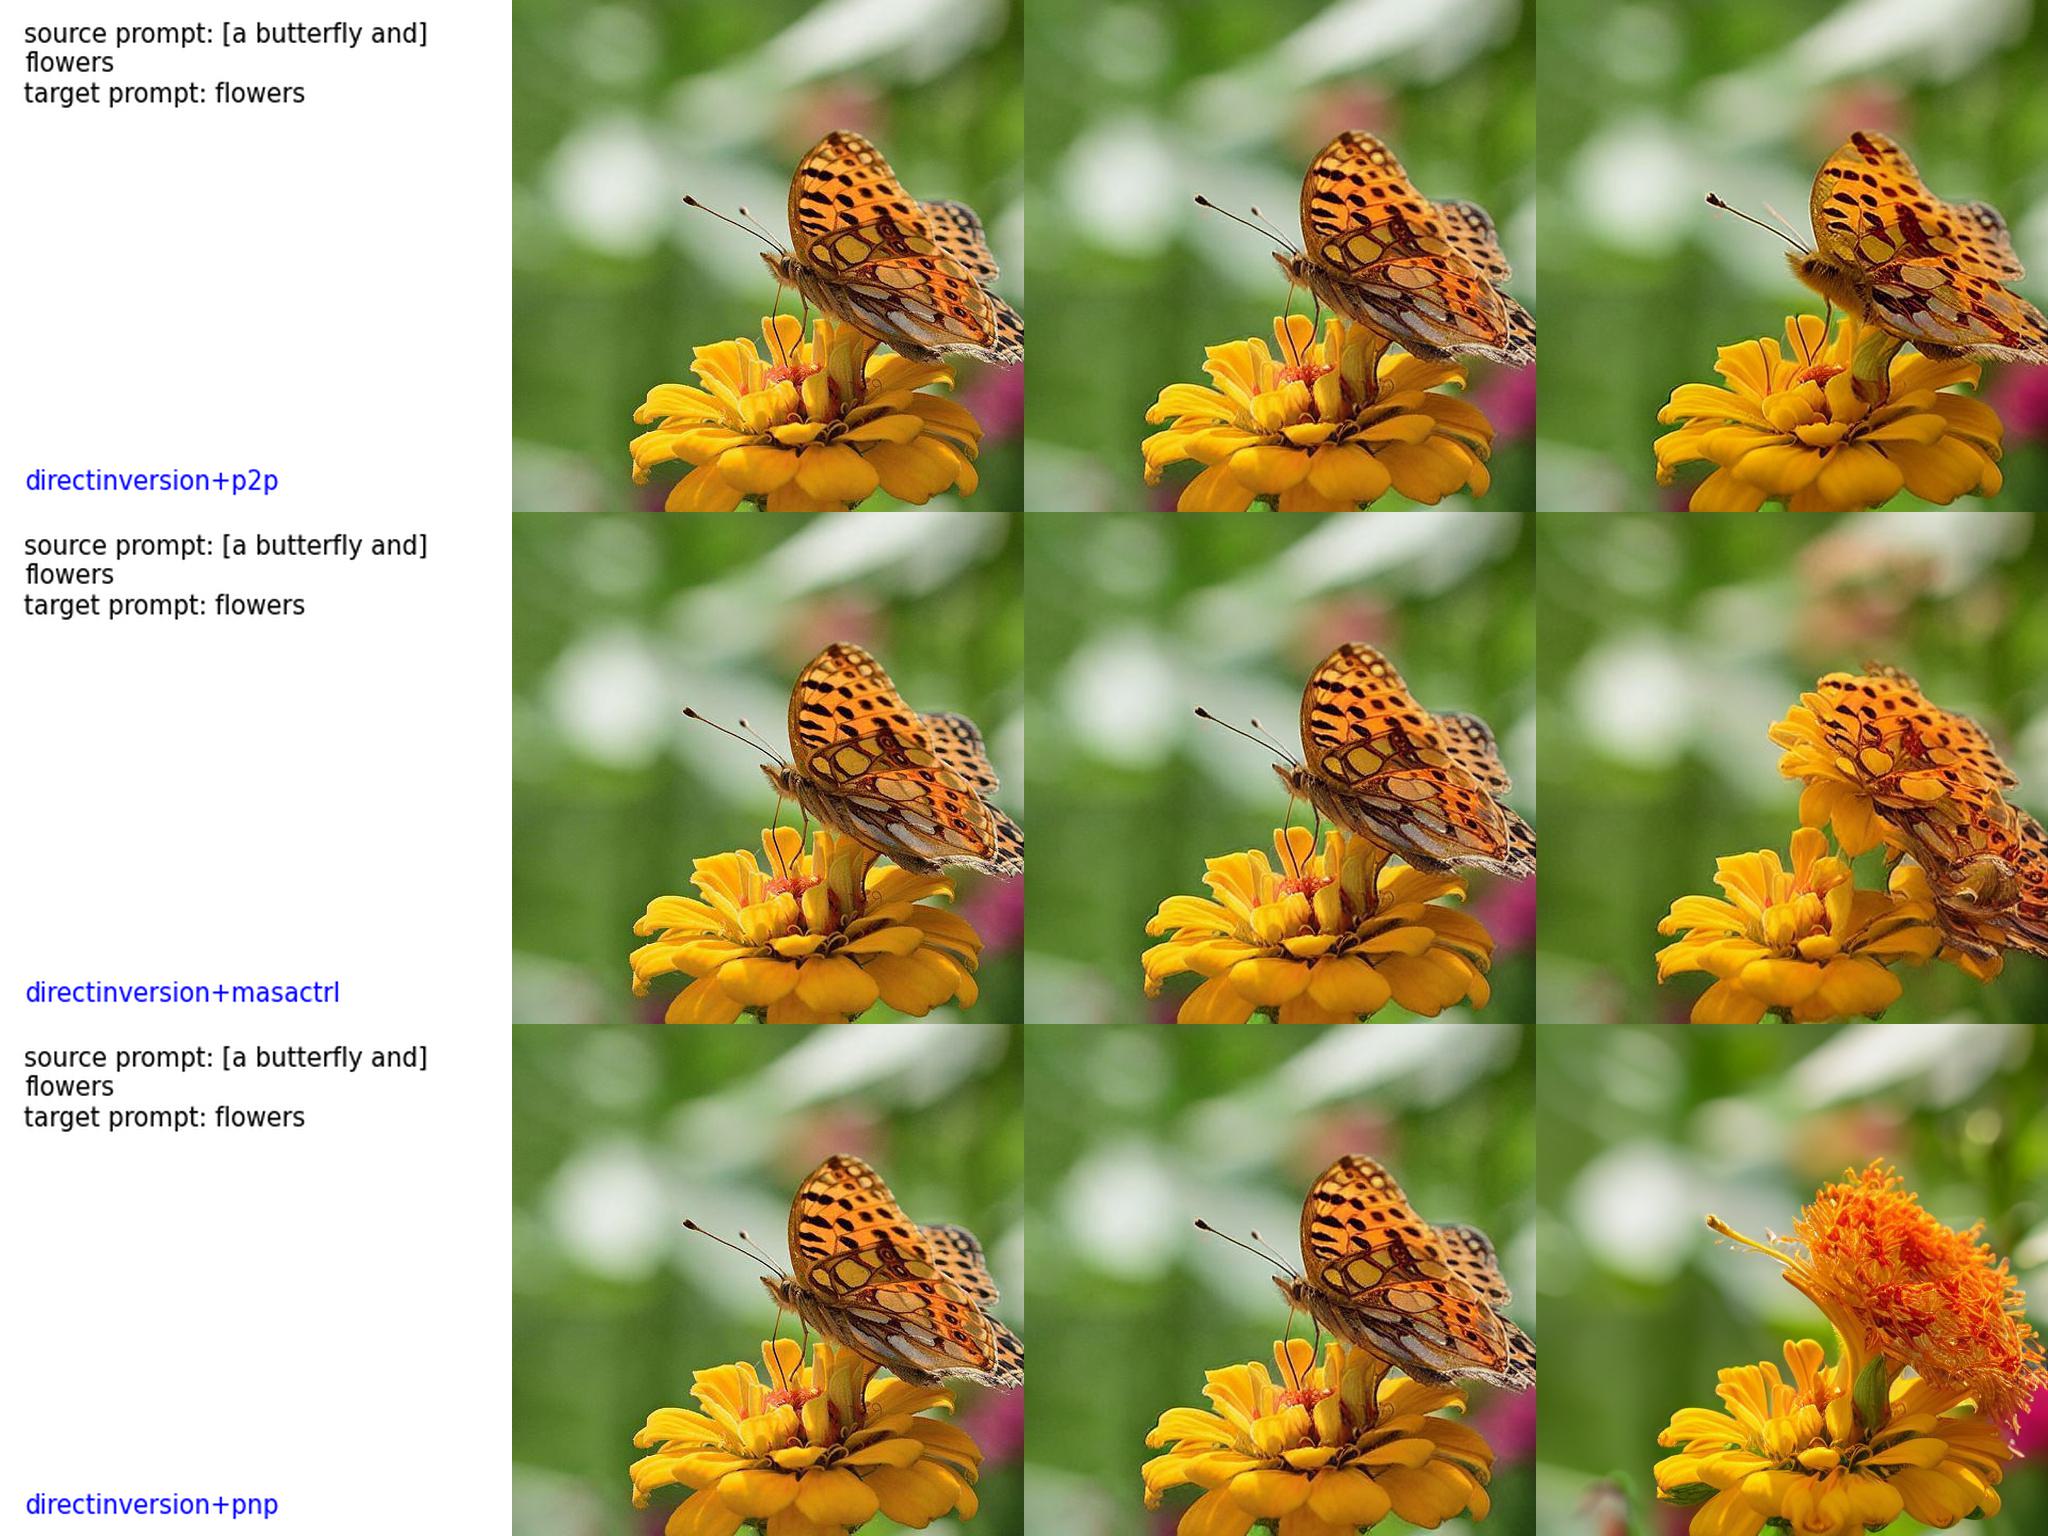 source prompt: [a butterfly and]
flowers
target prompt: flowers
directinversion+p2p
source prompt: [a butterfly and]
flowers
target prompt: flowers
directinversion+masactrl
source prompt: [a butterfly and]
flowers
target prompt: flowers
directinversion+pnp